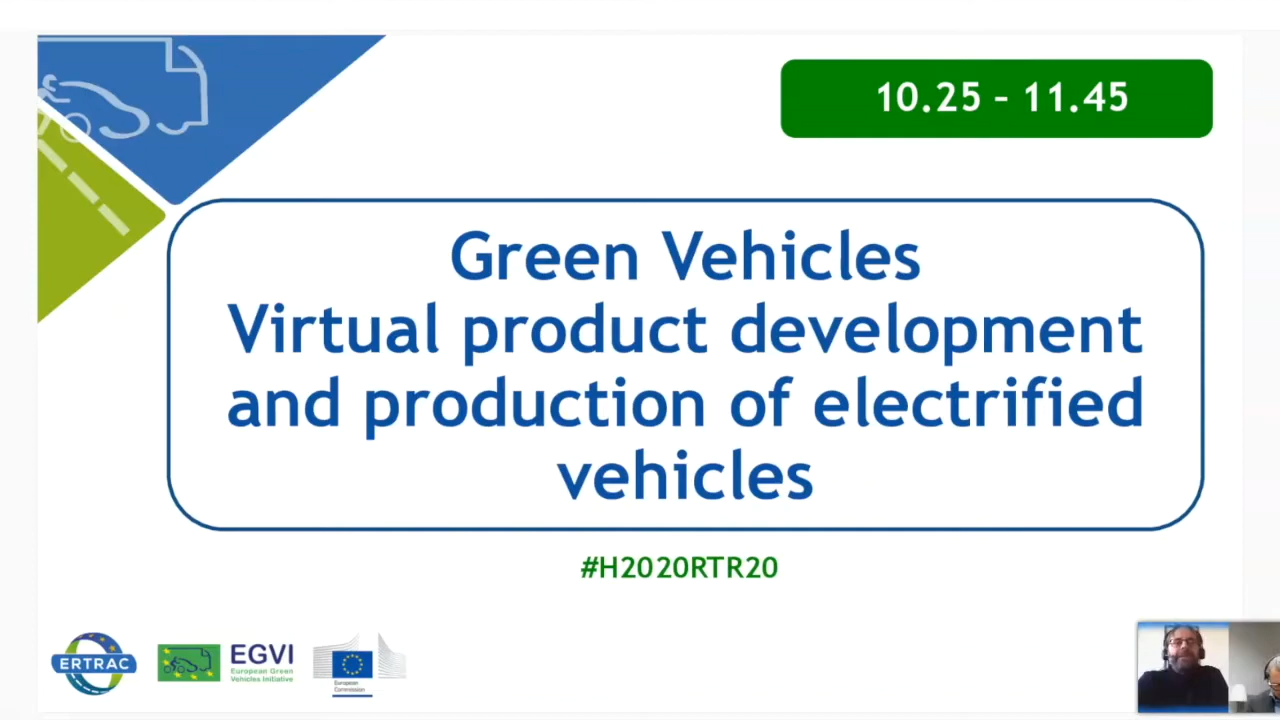 10.25 – 11.45
Green Vehicles
Virtual product development
and production of electrified
vehicles
#H2020RTR20
ERTRAC
EGVI
European Green
Vehicles Initiative
European
Commission